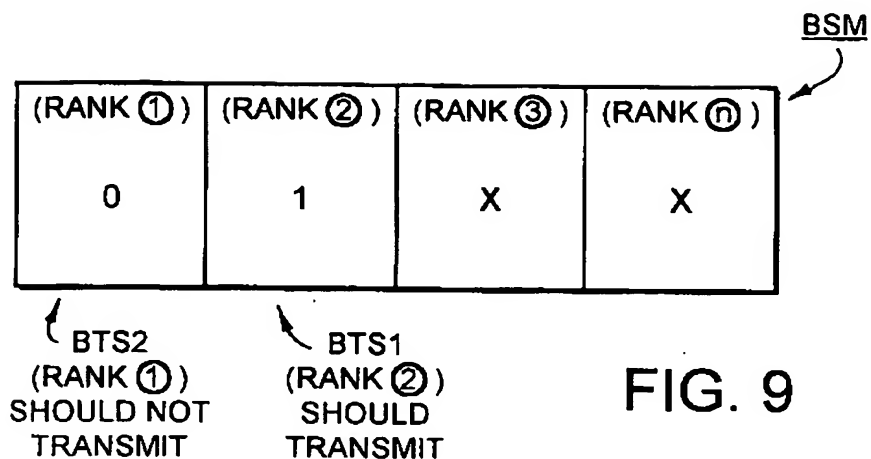 BSM
(RANK ①) (RANK ②) (RANK ③) (RANK ⓝ)
0 1 X X
BTS2
(RANK ①)
SHOULD NOT
TRANSMIT
BTS1
(RANK ②)
SHOULD
TRANSMIT
FIG. 9